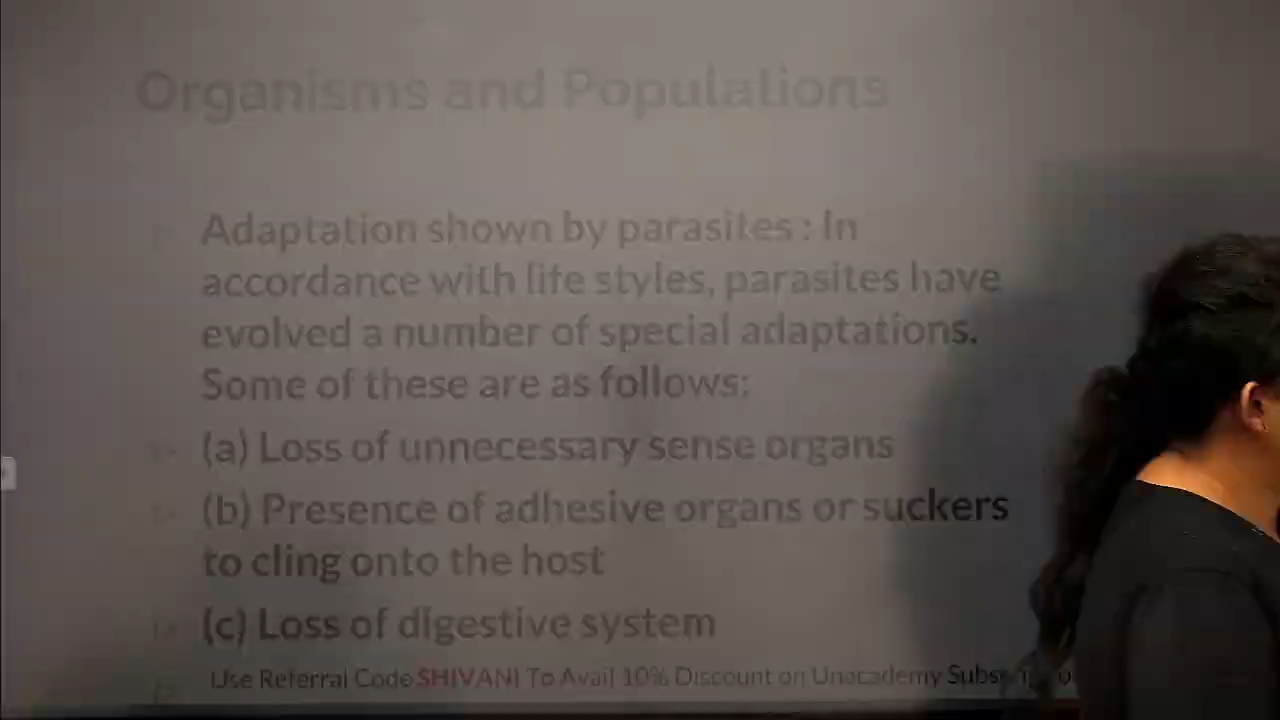 Organisms and Populations
Adaptation shown by parasites : In
accordance with life styles, parasites have
evolved a number of special adaptations.
Some of these are as follows:
(a) Loss of unnecessary sense organs
(b) Presence of adhesive organs or suckers
to cling onto the host
(c) Loss of digestive system
Use Referral Code SHIVANI To Avail 10% Discount on Unacademy